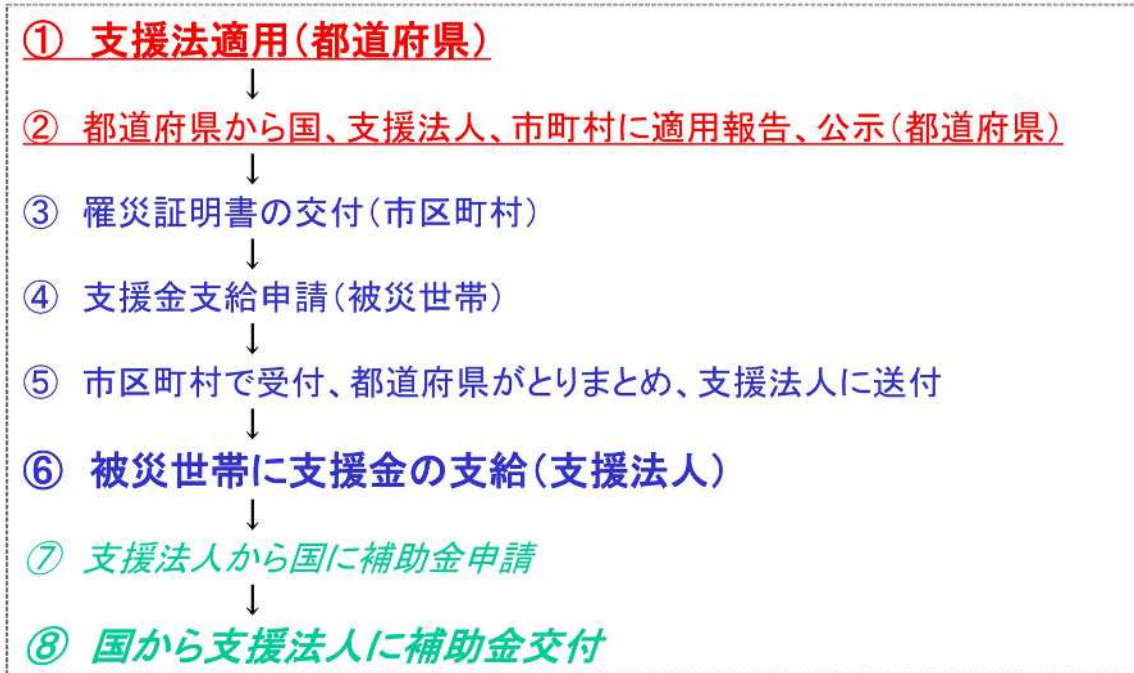 ① 支援法適用(都道府県)
↓
② 都道府県から国、支援法人、市町村に適用報告、公示(都道府県)
↓
③ 罹災証明書の交付(市区町村)
↓
④ 支援金支給申請(被災世帯)
↓
⑤ 市区町村で受付、都道府県がとりまとめ、支援法人に送付
↓
⑥ 被災世帯に支援金の支給(支援法人)
↓
⑦ 支援法人から国に補助金申請
↓
⑧ 国から支援法人に補助金交付